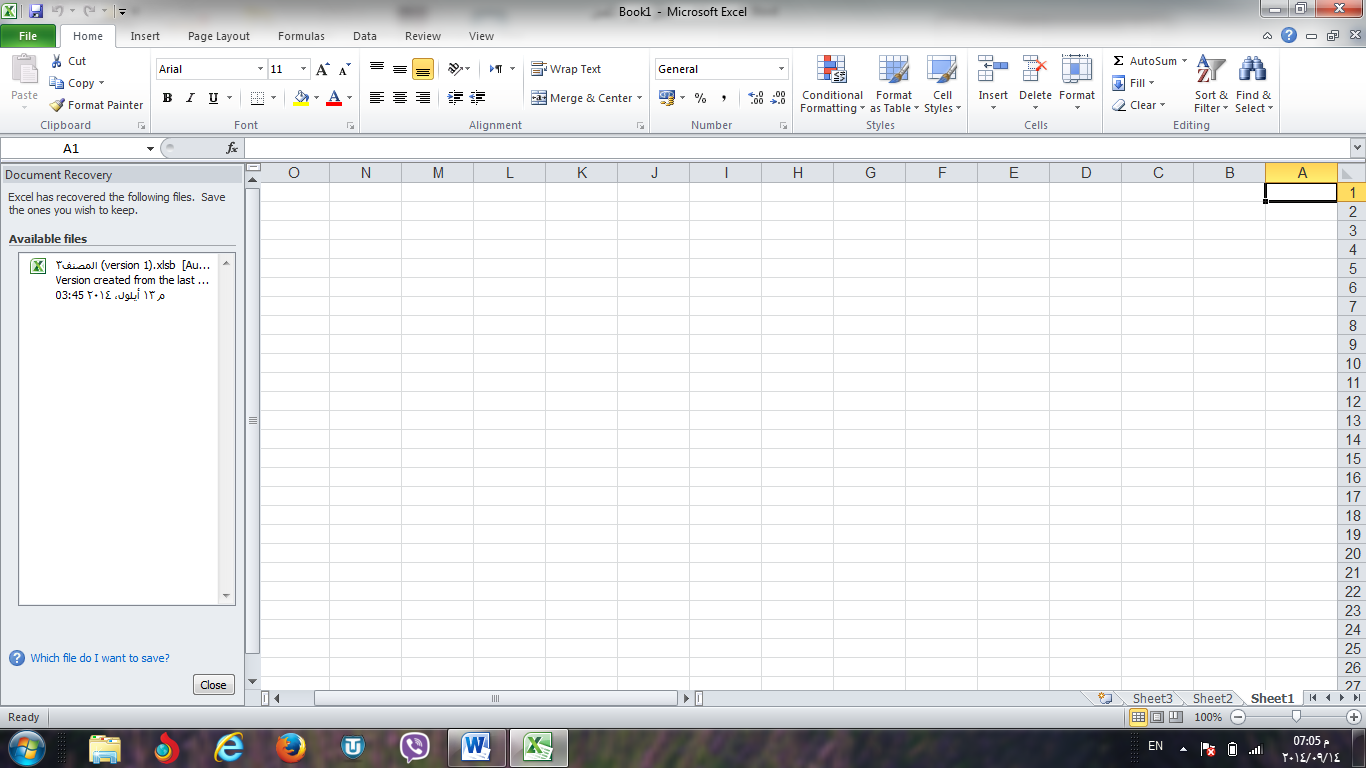 Book1 - Microsoft Excel
File Home Insert Page Layout Formulas Data Review View
Paste
Cut
Copy
Format Painter
Clipboard
Arial 11
B I U
Font
Wrap Text
Merge & Center
Alignment
General
% ,
Number
Conditional Formatting
Format as Table
Cell Styles
Styles
Insert
Delete
Format
Cells
Σ AutoSum
Fill
Clear
Sort & Filter
Find & Select
Editing
A1 fx
Document Recovery
Excel has recovered the following files. Save
the ones you wish to keep.
Available files
المصنف٣ (version 1).xlsb [Au...
Version created from the last ...
03:45 م ١٣ أيلول، ٢٠١٤
Which file do I want to save?
Close
O N M L K J I H G F E D C B A
1
2
3
4
5
6
7
8
9
10
11
12
13
14
15
16
17
18
19
20
21
22
23
24
25
26
27
Sheet3 Sheet2 Sheet1
Ready 100%
EN
07:05 م
٢٠١٤/٠٩/١٤